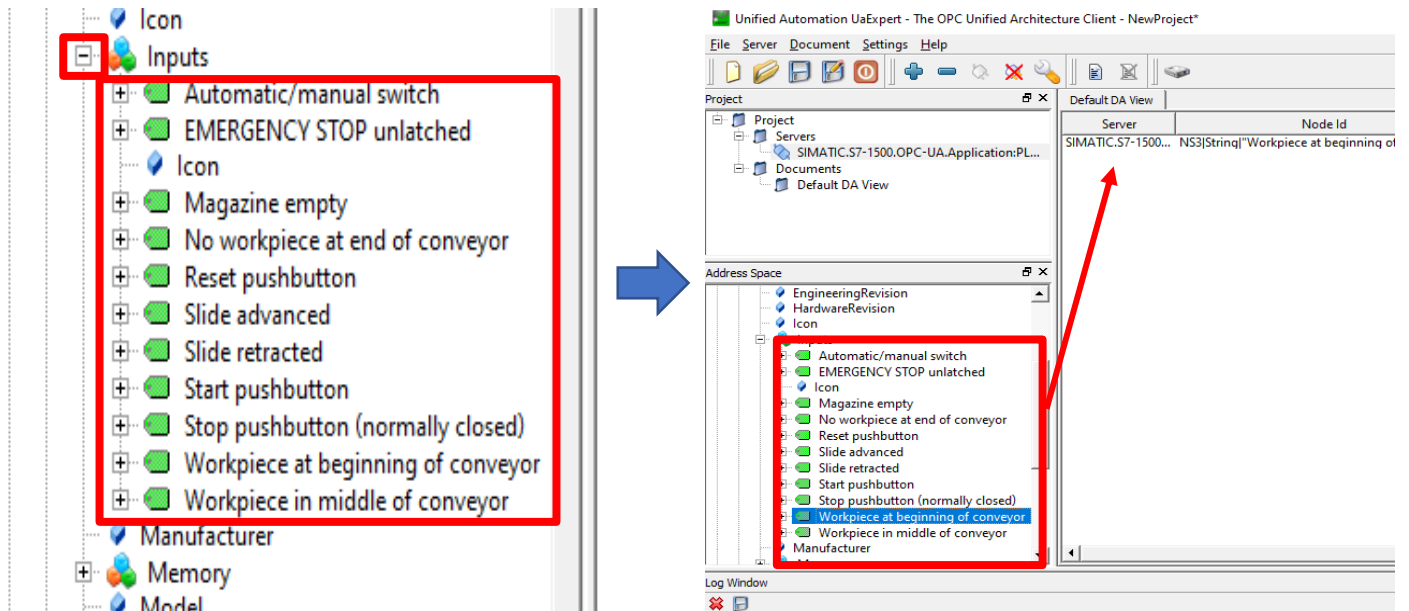 Icon
Inputs
Automatic/manual switch
EMERGENCY STOP unlatched
Icon
Magazine empty
No workpiece at end of conveyor
Reset pushbutton
Slide advanced
Slide retracted
Start pushbutton
Stop pushbutton (normally closed)
Workpiece at beginning of conveyor
Workpiece in middle of conveyor
Manufacturer
Memory
Model
Unified Automation UaExpert - The OPC Unified Architecture Client - NewProject*
File Server Document Settings Help
Project
Project
Servers
SIMATIC.S7-1500.OPC-UA.Application:PL...
Documents
Default DA View
Address Space
EngineeringRevision
HardwareRevision
Icon
Automatic/manual switch
EMERGENCY STOP unlatched
Icon
Magazine empty
No workpiece at end of conveyor
Reset pushbutton
Slide advanced
Slide retracted
Start pushbutton
Stop pushbutton (normally closed)
Workpiece at beginning of conveyor
Workpiece in middle of conveyor
Manufacturer
Default DA View
Server Node Id
SIMATIC.S7-1500... NS3|String|"Workpiece at beginning of
Log Window